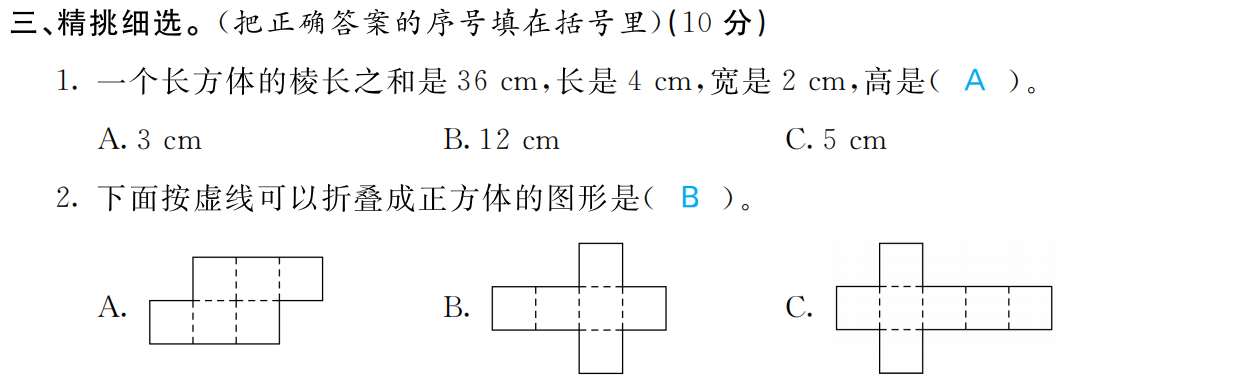 三、精挑细选。（把正确答案的序号填在括号里）(10 分)
1. 一个长方体的棱长之和是 36 cm,长是 4 cm,宽是 2 cm,高是( A )。
A. 3 cm B. 12 cm C. 5 cm
2. 下面按虚线可以折叠成正方体的图形是( B )。
A. B. C.